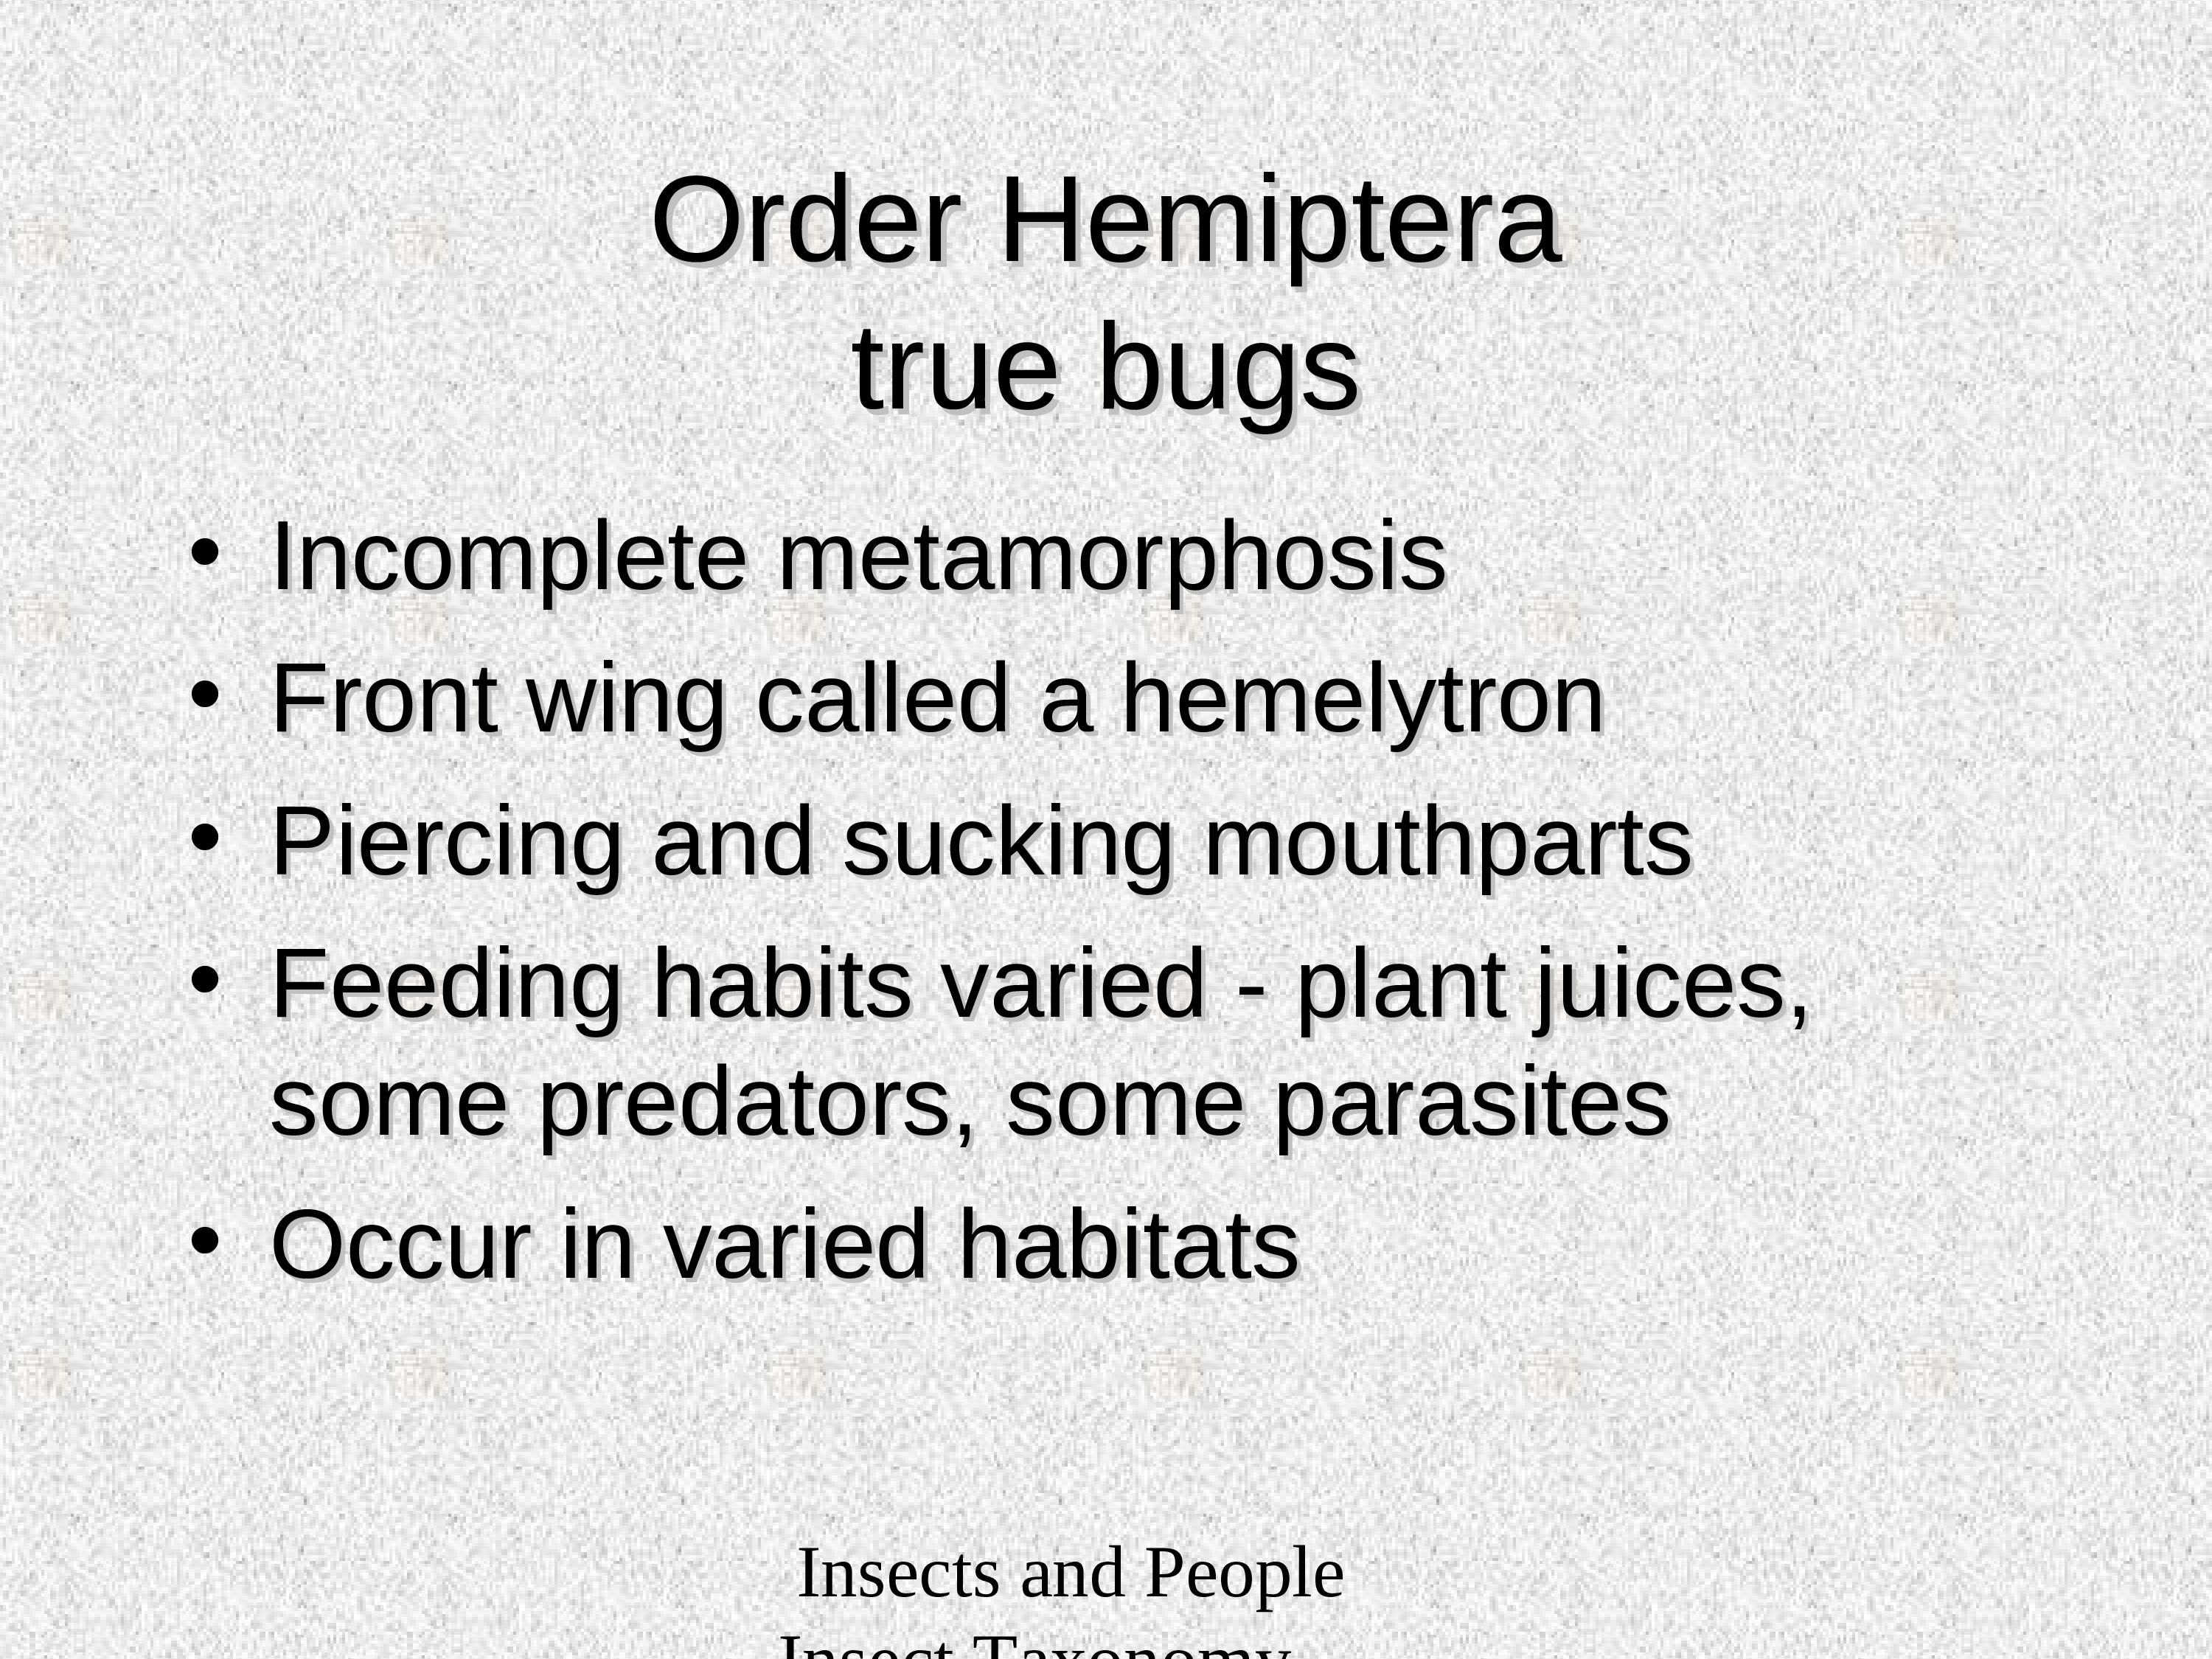 Order Hemiptera
true bugs
• Incomplete metamorphosis
• Front wing called a hemelytron
• Piercing and sucking mouthparts
• Feeding habits varied - plant juices,
some predators, some parasites
• Occur in varied habitats
Insects and People
Insect Taxonomy